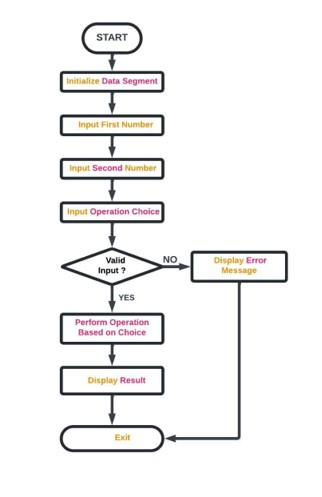 START
Initialize Data Segment
Input First Number
Input Second Number
Input Operation Choice
Valid
Input ?
NO
Display Error
Message
YES
Perform Operation
Based on Choice
Display Result
Exit